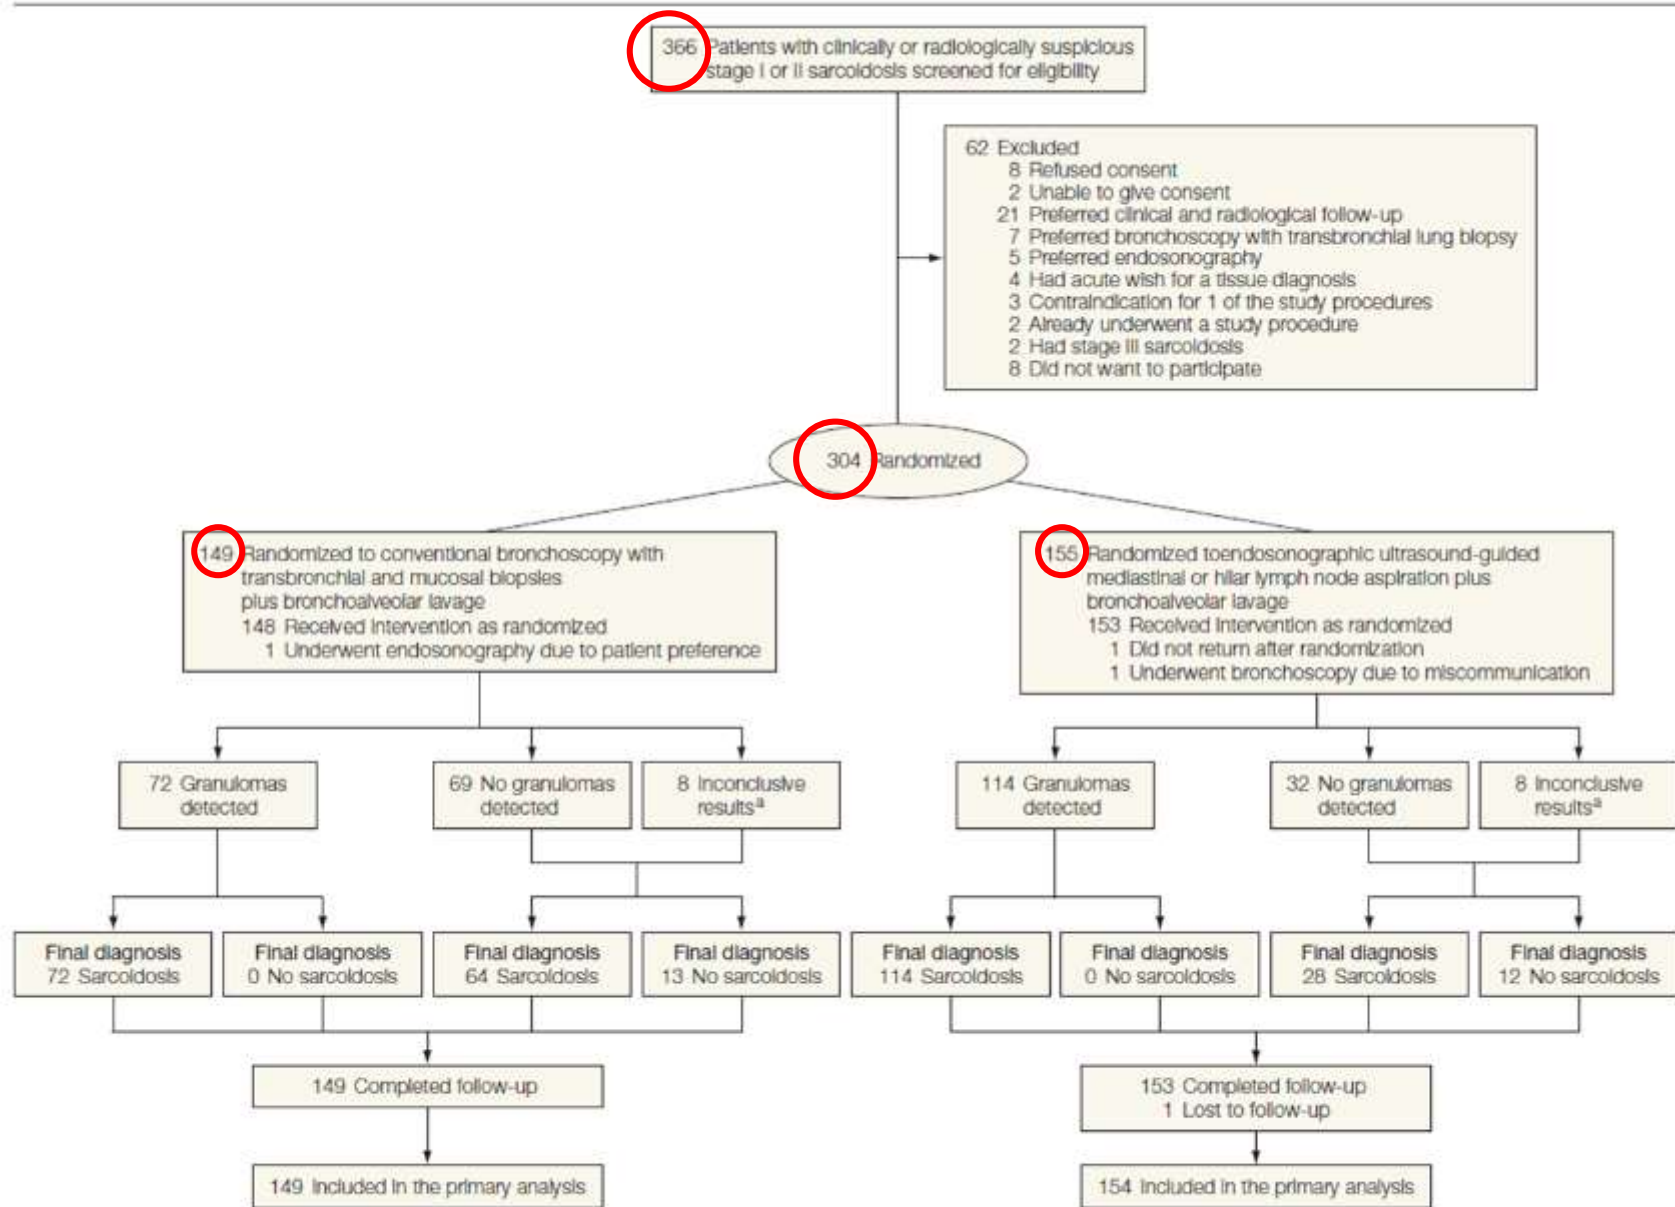 366 Patients with clinically or radiologically suspicious
stage I or II sarcoidosis screened for eligibility
62 Excluded
8 Refused consent
2 Unable to give consent
21 Preferred clinical and radiological follow-up
7 Preferred bronchoscopy with transbronchial lung biopsy
5 Preferred endosonography
4 Had acute wish for a tissue diagnosis
3 Contraindication for 1 of the study procedures
2 Already underwent a study procedure
2 Had stage III sarcoidosis
8 Did not want to participate
304 Randomized
149 Randomized to conventional bronchoscopy with
transbronchial and mucosal biopsies
plus bronchoalveolar lavage
148 Received intervention as randomized
1 Underwent endosonography due to patient preference
155 Randomized toendosonographic ultrasound-guided
mediastinal or hilar lymph node aspiration plus
bronchoalveolar lavage
153 Received intervention as randomized
1 Did not return after randomization
1 Underwent bronchoscopy due to miscommunication
72 Granulomas
detected
69 No granulomas
detected
8 Inconclusive
resultsa
114 Granulomas
detected
32 No granulomas
detected
8 Inconclusive
resultsa
Final diagnosis
72 Sarcoidosis
Final diagnosis
0 No sarcoidosis
Final diagnosis
64 Sarcoidosis
Final diagnosis
13 No sarcoidosis
Final diagnosis
114 Sarcoidosis
Final diagnosis
0 No sarcoidosis
Final diagnosis
28 Sarcoidosis
Final diagnosis
12 No sarcoidosis
149 Completed follow-up
153 Completed follow-up
1 Lost to follow-up
149 Included in the primary analysis
154 Included in the primary analysis